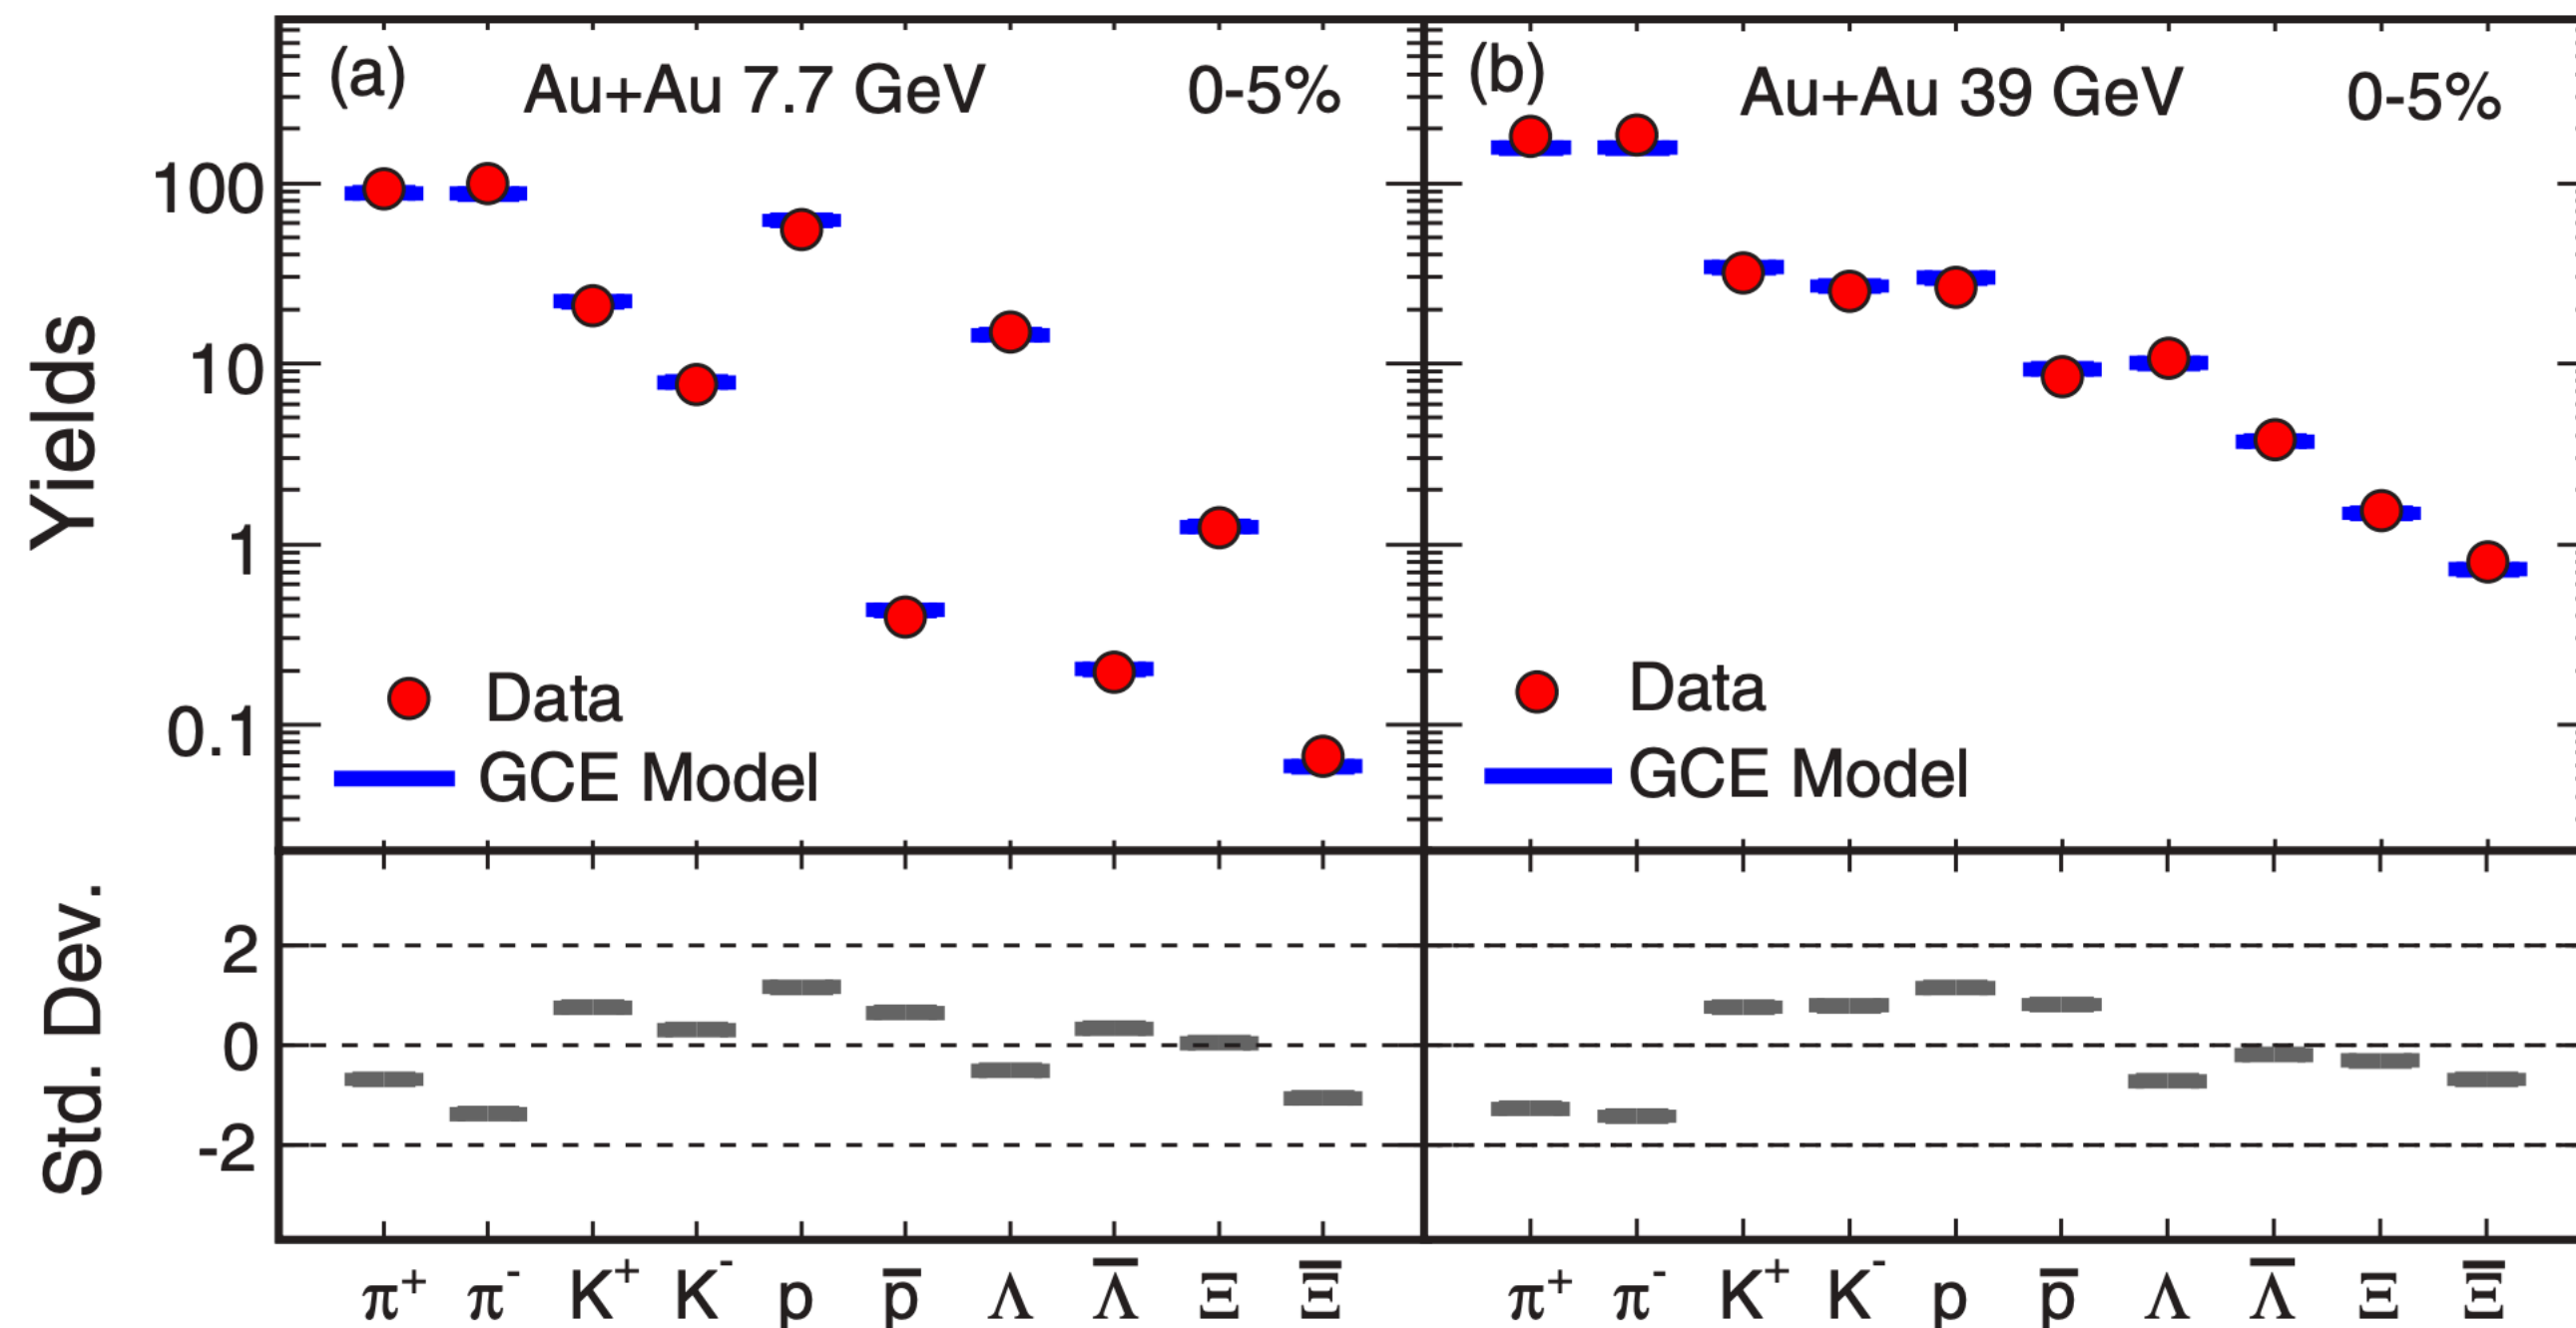 (a) Au+Au 7.7 GeV 0-5%
(b) Au+Au 39 GeV 0-5%
Yields
100
10
1
0.1
Data
GCE Model
Data
GCE Model
Std. Dev.
2
0
-2
π⁺ π⁻ K⁺ K⁻ p p̅ Λ Λ̅ Ξ Ξ̅
π⁺ π⁻ K⁺ K⁻ p p̅ Λ Λ̅ Ξ Ξ̅